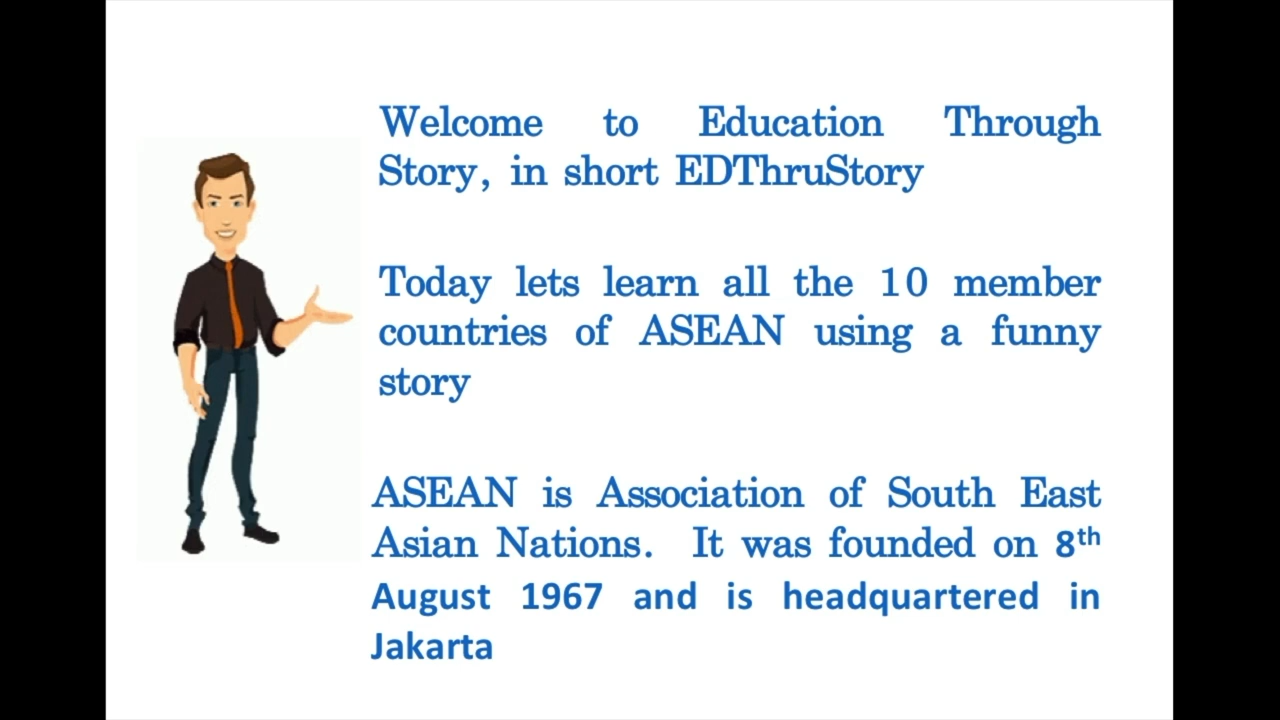 Welcome to Education Through
Story, in short EDThruStory
Today lets learn all the 10 member
countries of ASEAN using a funny
story
ASEAN is Association of South East
Asian Nations. It was founded on 8th
August 1967 and is headquartered in
Jakarta